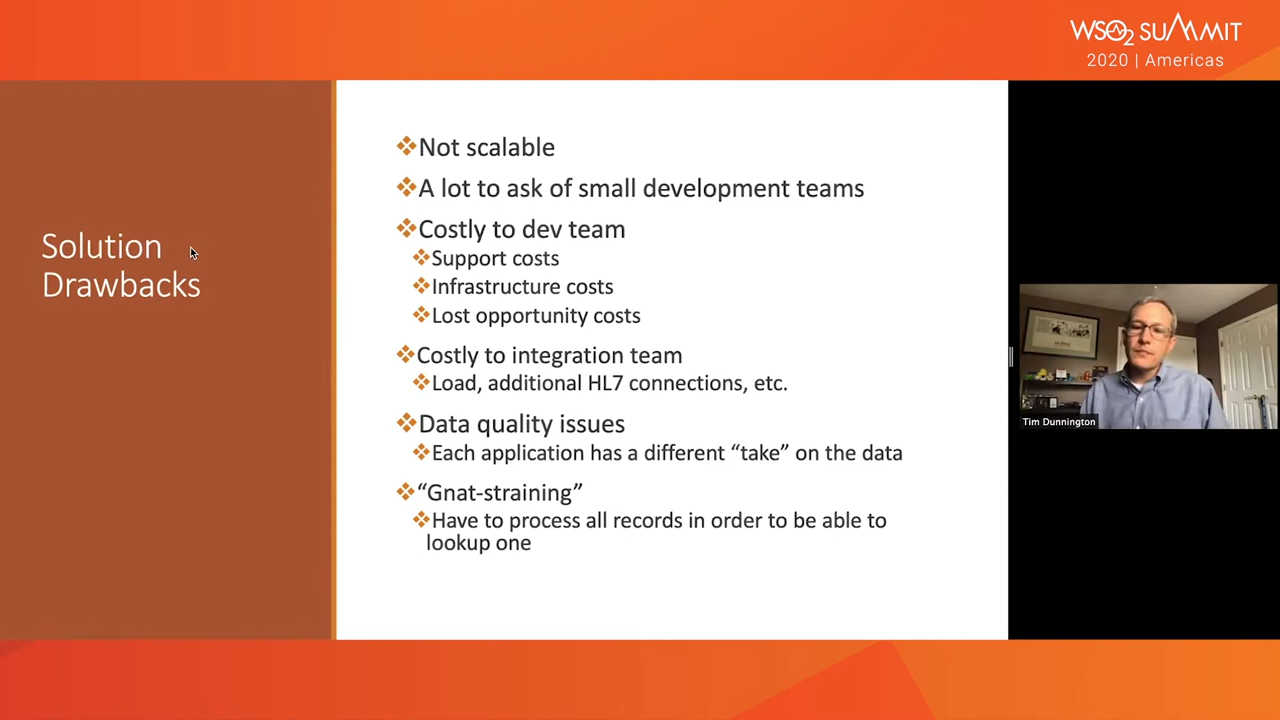 WSO2 SUMMIT
2020 | Americas
Solution
Drawbacks
Not scalable
A lot to ask of small development teams
Costly to dev team
Support costs
Infrastructure costs
Lost opportunity costs
Costly to integration team
Load, additional HL7 connections, etc.
Data quality issues
Each application has a different “take” on the data
“Gnat-straining”
Have to process all records in order to be able to
lookup one
Tim Dunnington